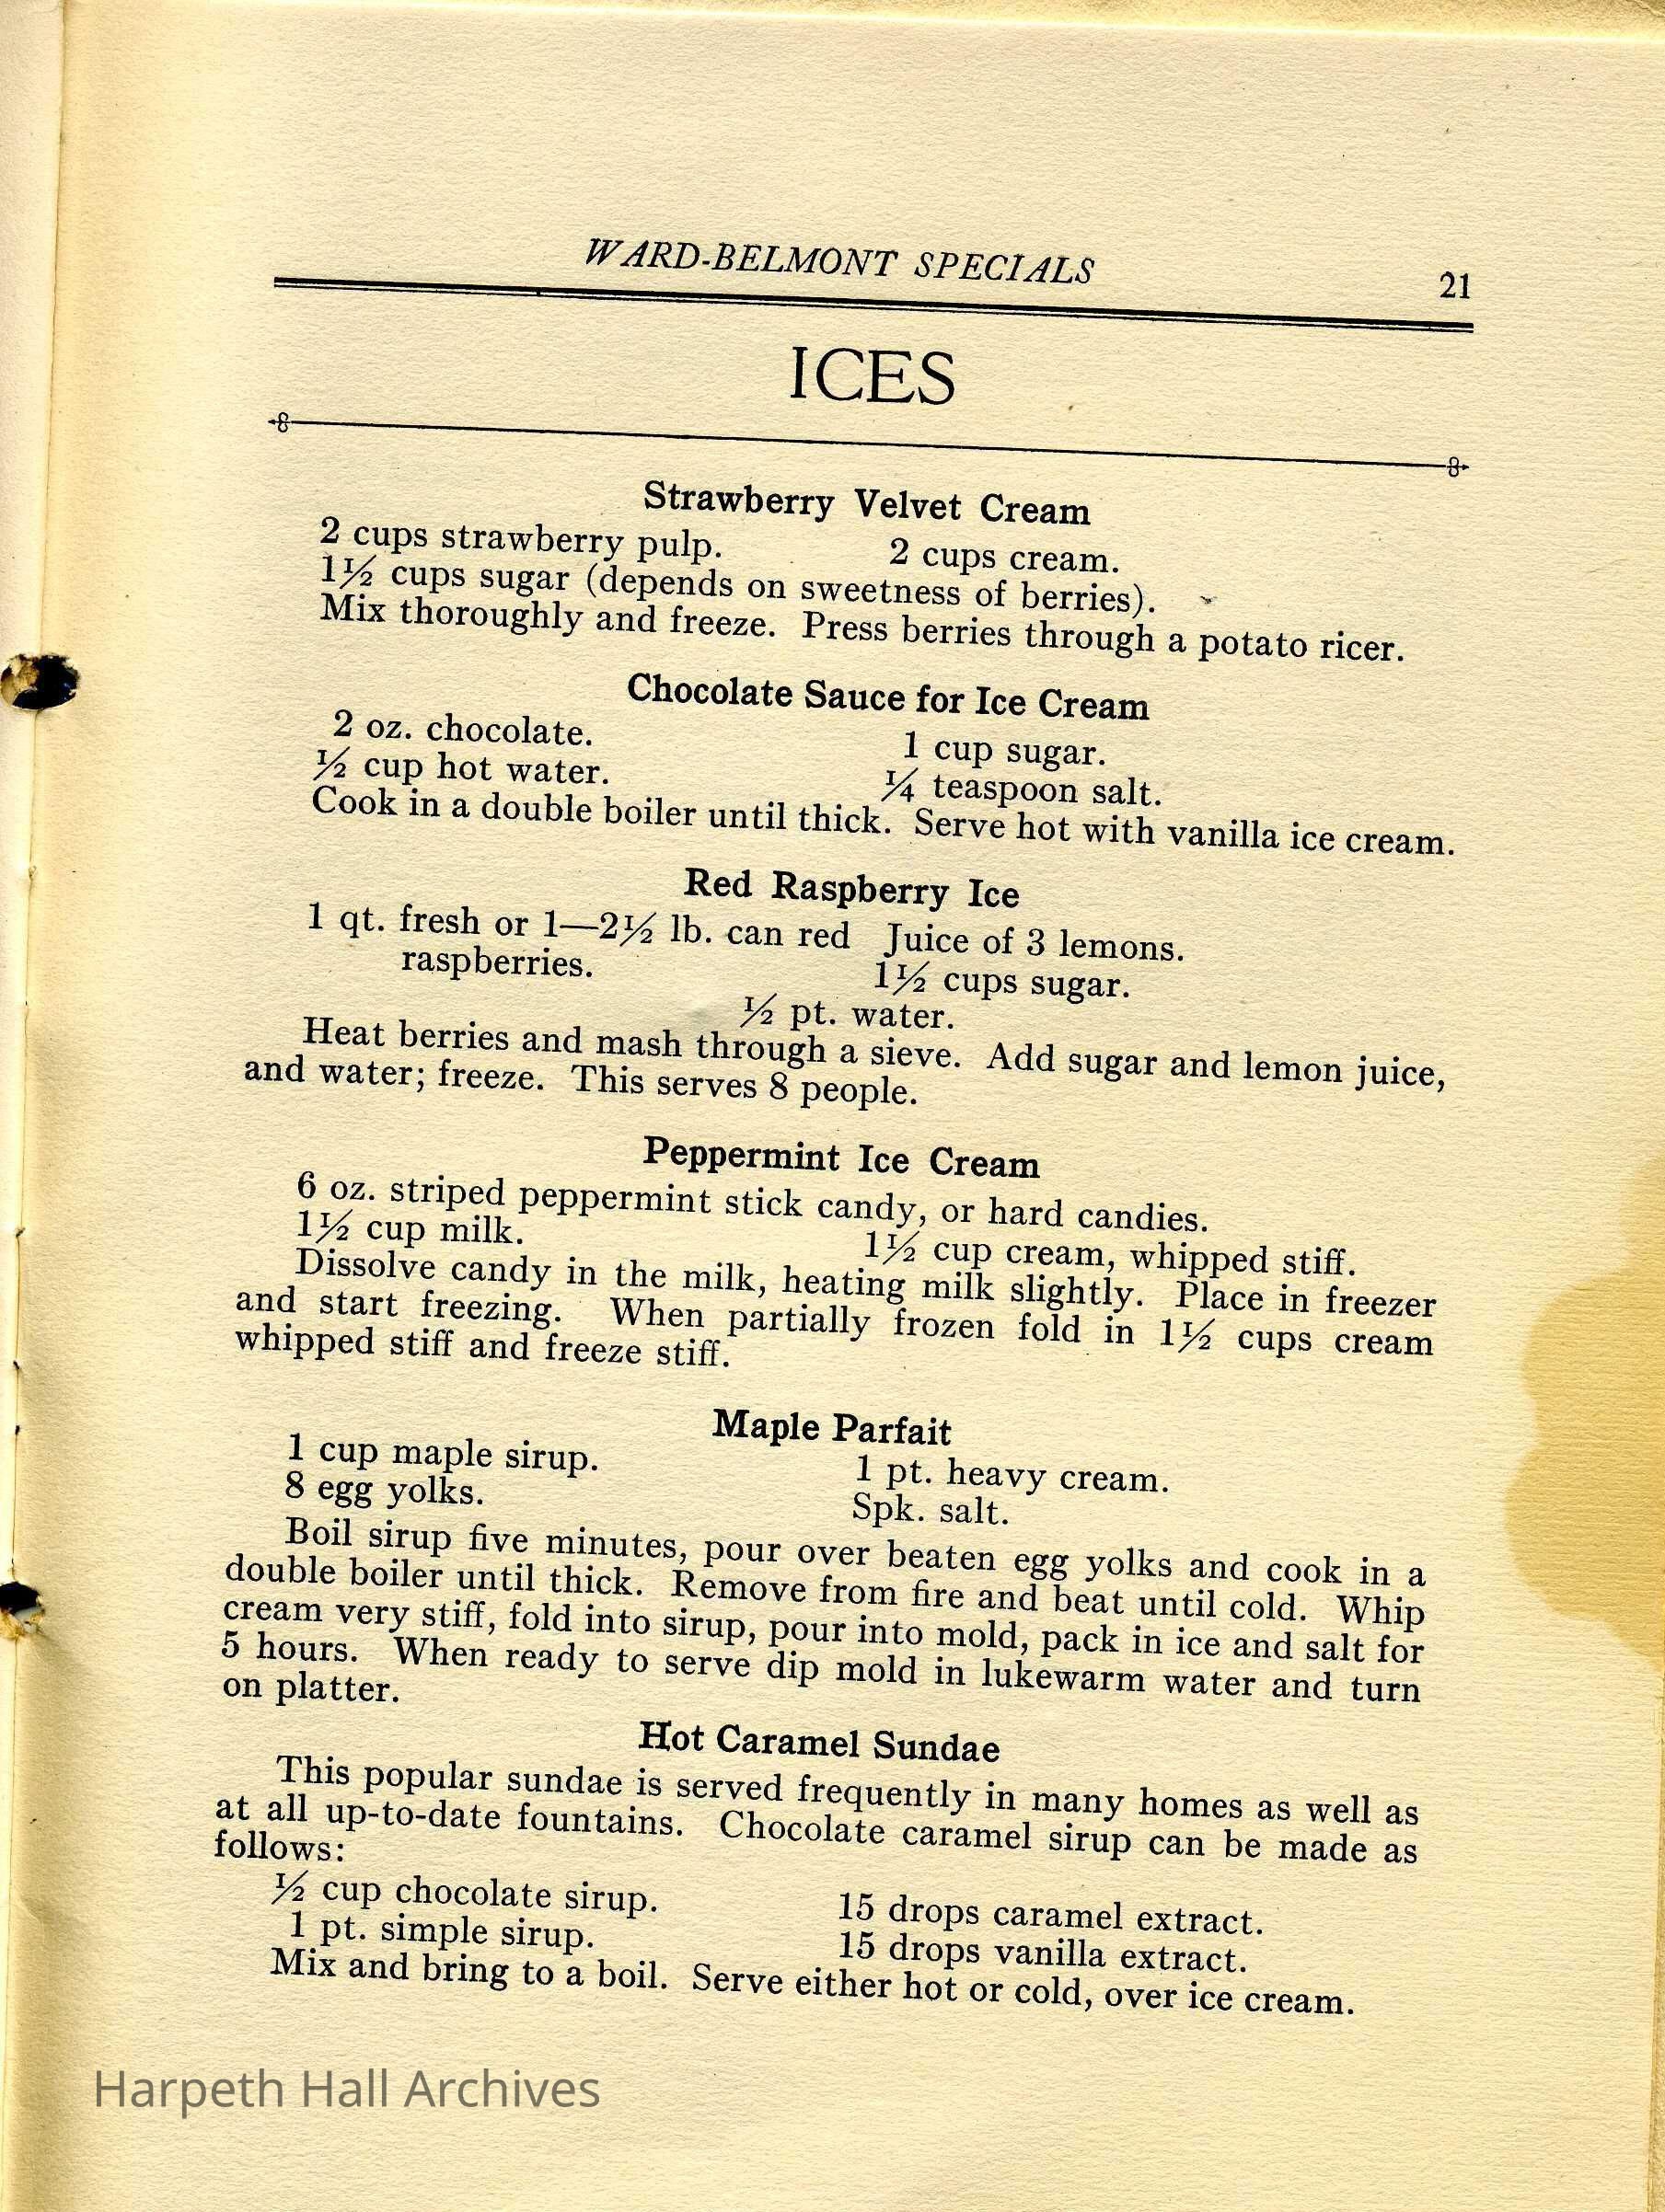 WARD-BELMONT SPECIALS 21
ICES
Strawberry Velvet Cream
2 cups strawberry pulp. 2 cups cream.
1½ cups sugar (depends on sweetness of berries).
Mix thoroughly and freeze. Press berries through a potato ricer.
Chocolate Sauce for Ice Cream
2 oz. chocolate. 1 cup sugar.
½ cup hot water. ¼ teaspoon salt.
Cook in a double boiler until thick. Serve hot with vanilla ice cream.
Red Raspberry Ice
1 qt. fresh or 1—2½ lb. can red Juice of 3 lemons.
raspberries. 1½ cups sugar.
½ pt. water.
Heat berries and mash through a sieve. Add sugar and lemon juice,
and water; freeze. This serves 8 people.
Peppermint Ice Cream
6 oz. striped peppermint stick candy, or hard candies.
1½ cup milk. 1½ cup cream, whipped stiff.
Dissolve candy in the milk, heating milk slightly. Place in freezer
and start freezing. When partially frozen fold in 1½ cups cream
whipped stiff and freeze stiff.
Maple Parfait
1 cup maple sirup. 1 pt. heavy cream.
8 egg yolks. Spk. salt.
Boil sirup five minutes, pour over beaten egg yolks and cook in a
double boiler until thick. Remove from fire and beat until cold. Whip
cream very stiff, fold into sirup, pour into mold, pack in ice and salt for
5 hours. When ready to serve dip mold in lukewarm water and turn
on platter.
Hot Caramel Sundae
This popular sundae is served frequently in many homes as well as
at all up-to-date fountains. Chocolate caramel sirup can be made as
follows:
½ cup chocolate sirup. 15 drops caramel extract.
1 pt. simple sirup. 15 drops vanilla extract.
Mix and bring to a boil. Serve either hot or cold, over ice cream.
Harpeth Hall Archives